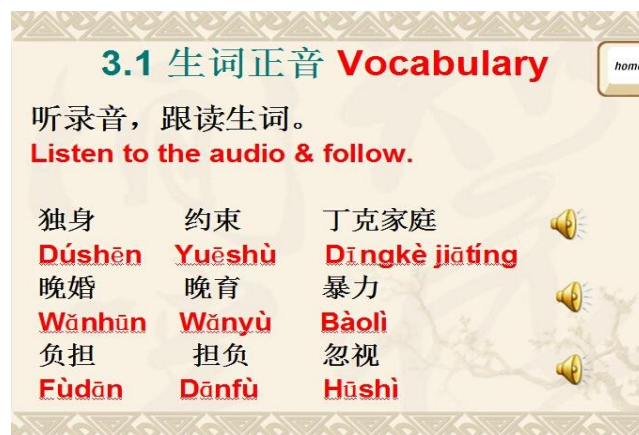 3.1 生词正音 Vocabulary
听录音，跟读生词。
Listen to the audio & follow.
独身 约束 丁克家庭
Dúshēn Yuēshù Dīngkè jiātíng
晚婚 晚育 暴力
Wǎnhūn Wǎnyù Bàolì
负担 担负 忽视
Fùdān Dānfù Hūshì